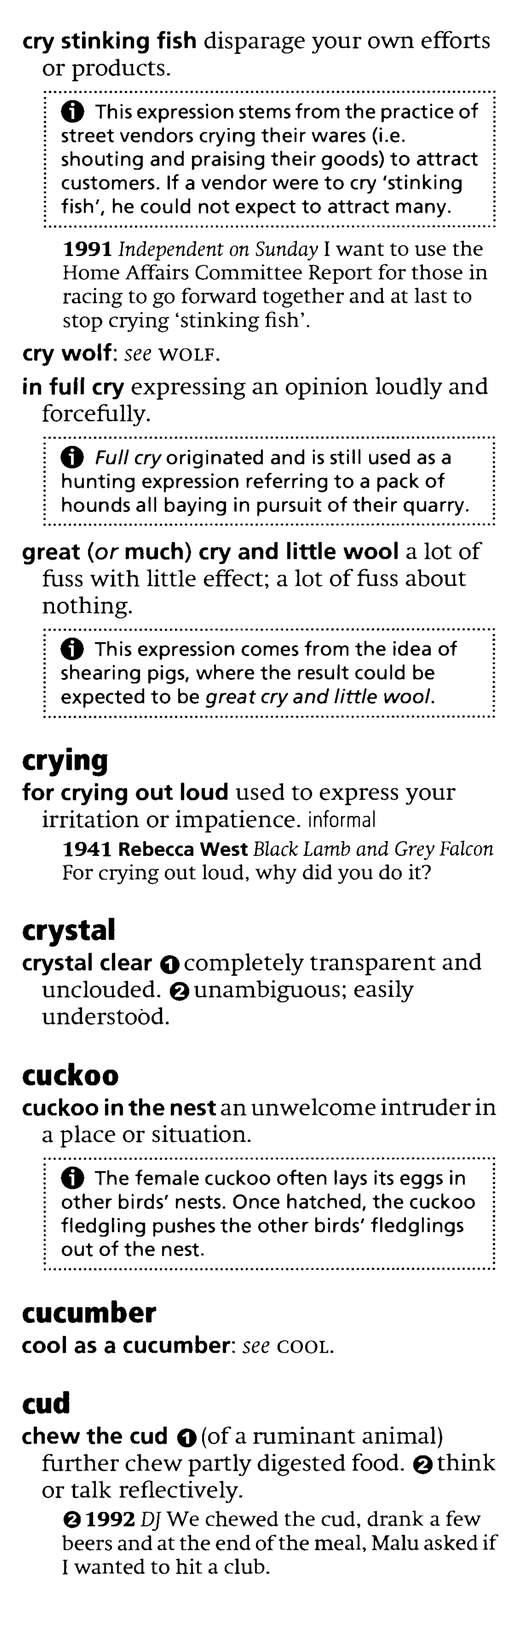 cry stinking fish disparage your own efforts
or products.
ℹ This expression stems from the practice of
street vendors crying their wares (i.e.
shouting and praising their goods) to attract
customers. If a vendor were to cry ‘stinking
fish’, he could not expect to attract many.
1991 Independent on Sunday I want to use the
Home Affairs Committee Report for those in
racing to go forward together and at last to
stop crying ‘stinking fish’.
cry wolf: see WOLF.
in full cry expressing an opinion loudly and
forcefully.
ℹ Full cry originated and is still used as a
hunting expression referring to a pack of
hounds all baying in pursuit of their quarry.
great (or much) cry and little wool a lot of
fuss with little effect; a lot of fuss about
nothing.
ℹ This expression comes from the idea of
shearing pigs, where the result could be
expected to be great cry and little wool.
crying
for crying out loud used to express your
irritation or impatience. informal
1941 Rebecca West Black Lamb and Grey Falcon
For crying out loud, why did you do it?
crystal
crystal clear ❶ completely transparent and
unclouded. ❷ unambiguous; easily
understood.
cuckoo
cuckoo in the nest an unwelcome intruder in
a place or situation.
ℹ The female cuckoo often lays its eggs in
other birds’ nests. Once hatched, the cuckoo
fledgling pushes the other birds’ fledglings
out of the nest.
cucumber
cool as a cucumber: see COOL.
cud
chew the cud ❶ (of a ruminant animal)
further chew partly digested food. ❷ think
or talk reflectively.
❷ 1992 DJ We chewed the cud, drank a few
beers and at the end of the meal, Malu asked if
I wanted to hit a club.